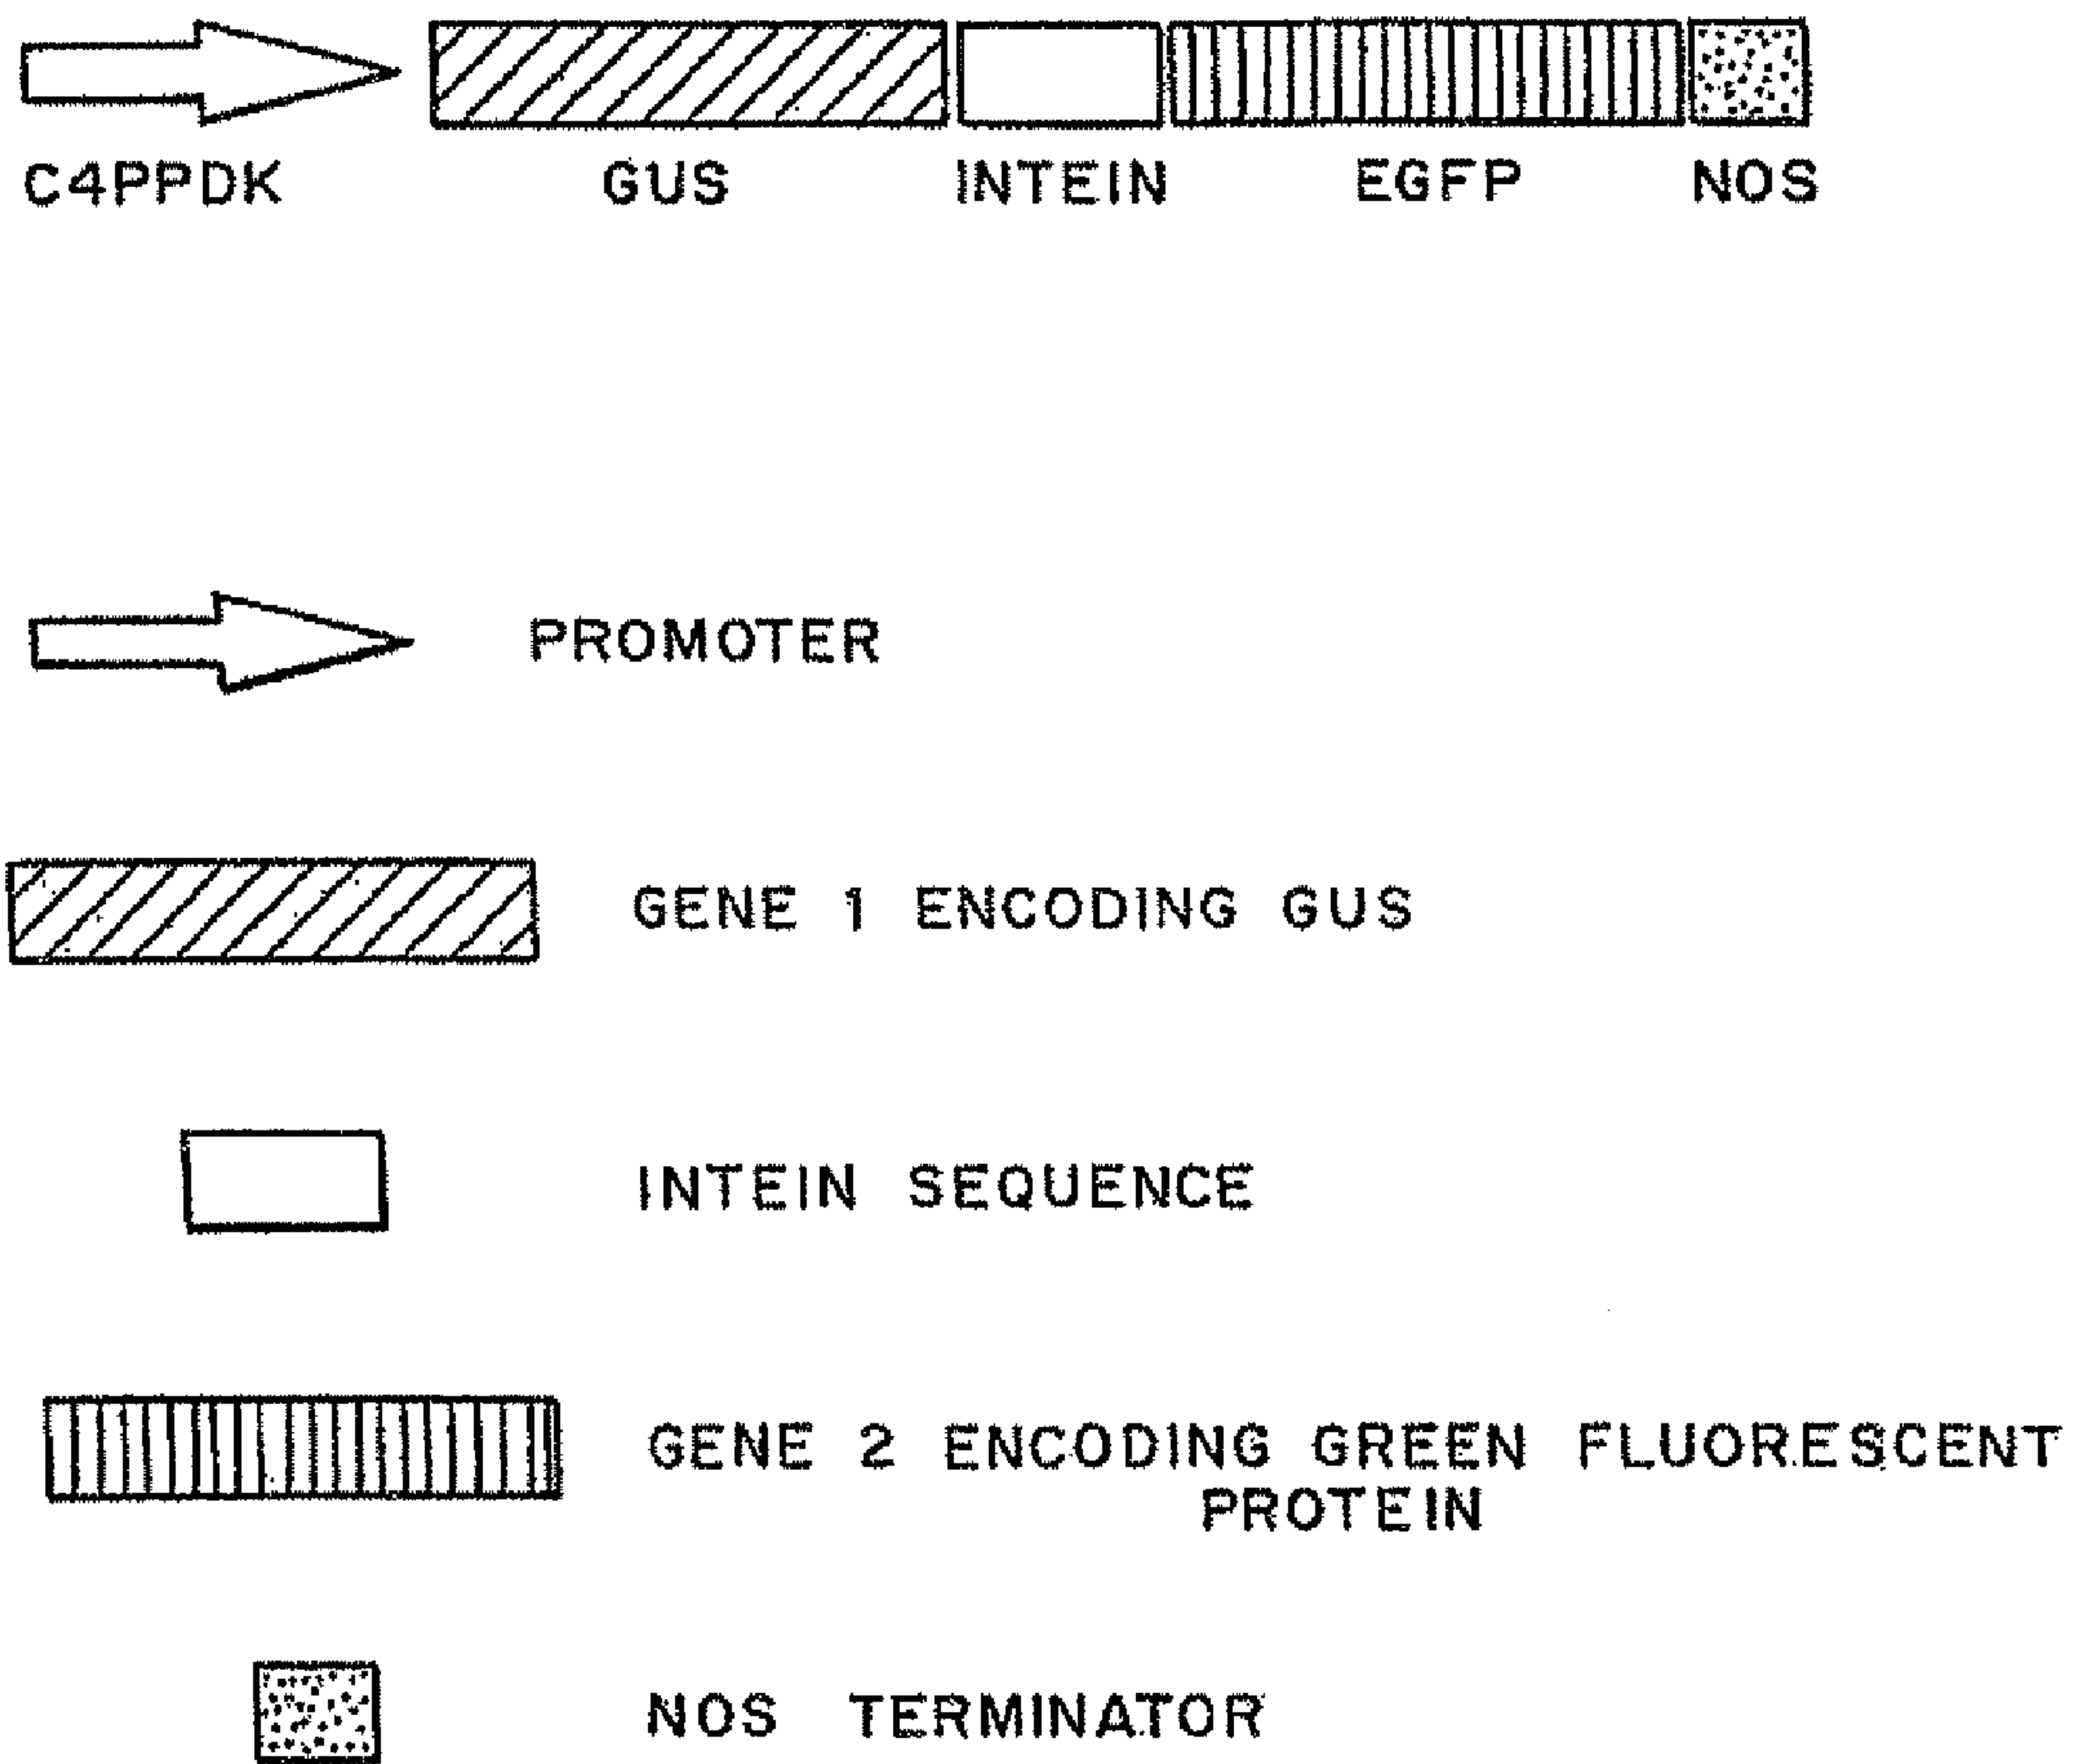 C4PPDK GUS INTEIN EGFP NOS
PROMOTER
GENE 1 ENCODING GUS
INTEIN SEQUENCE
GENE 2 ENCODING GREEN FLUORESCENT
PROTEIN
NOS TERMINATOR